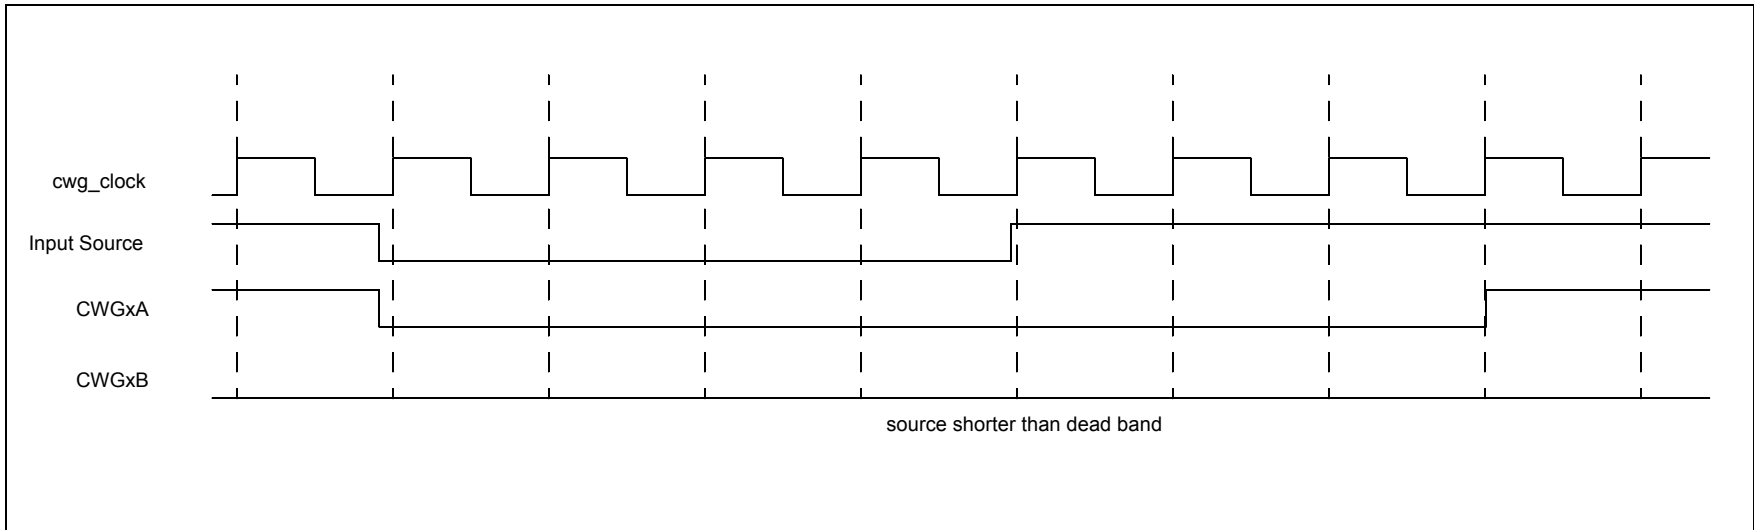 cwg_clock
Input Source
CWGxA
CWGxB
source shorter than dead band